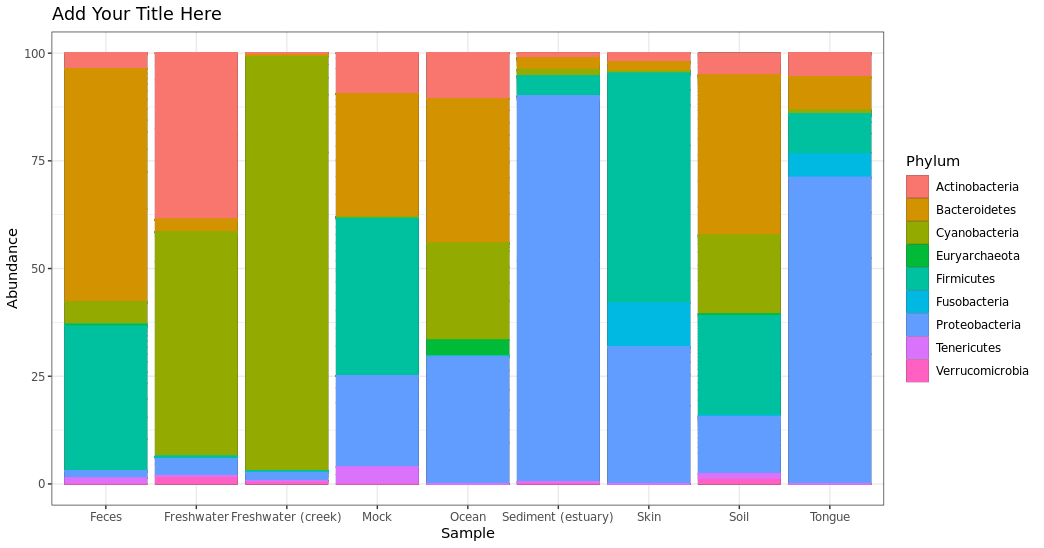 Add Your Title Here
100
75
50
25
0
Abundance
Feces Freshwater Freshwater (creek) Mock Ocean Sediment (estuary) Skin Soil Tongue
Sample
Phylum
Actinobacteria
Bacteroidetes
Cyanobacteria
Euryarchaeota
Firmicutes
Fusobacteria
Proteobacteria
Tenericutes
Verrucomicrobia